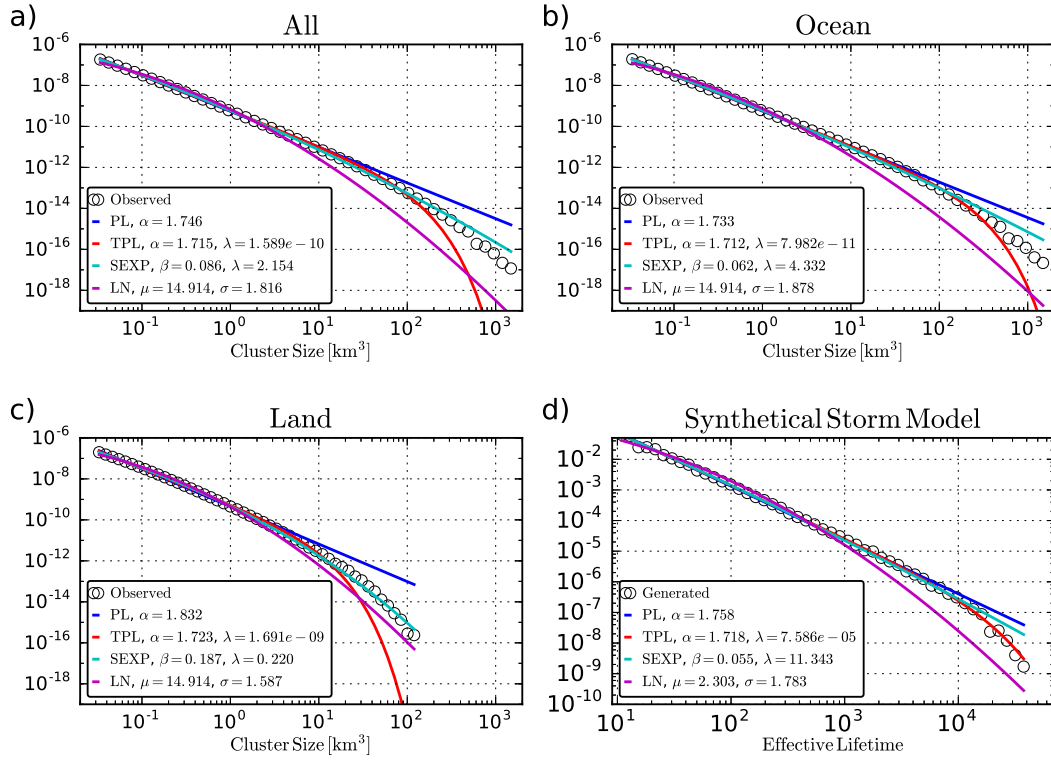 a)
All
10^{-6}
10^{-8}
10^{-10}
10^{-12}
10^{-14}
10^{-16}
10^{-18}
Observed
PL, α=1.746
TPL, α=1.715, λ=1.589e−10
SEXP, β=0.086, λ=2.154
LN, μ=14.914, σ=1.816
10^{-1} 10^{0} 10^{1} 10^{2} 10^{3}
Cluster Size [km^3]
b)
Ocean
10^{-6}
10^{-8}
10^{-10}
10^{-12}
10^{-14}
10^{-16}
10^{-18}
Observed
PL, α=1.733
TPL, α=1.712, λ=7.982e−11
SEXP, β=0.062, λ=4.332
LN, μ=14.914, σ=1.878
10^{-1} 10^{0} 10^{1} 10^{2} 10^{3}
Cluster Size [km^3]
c)
Land
10^{-6}
10^{-8}
10^{-10}
10^{-12}
10^{-14}
10^{-16}
10^{-18}
Observed
PL, α=1.832
TPL, α=1.723, λ=1.691e−09
SEXP, β=0.187, λ=0.220
LN, μ=14.914, σ=1.587
10^{-1} 10^{0} 10^{1} 10^{2} 10^{3}
Cluster Size [km^3]
d)
Synthetical Storm Model
10^{-2}
10^{-3}
10^{-4}
10^{-5}
10^{-6}
10^{-7}
10^{-8}
10^{-9}
10^{-10}
Generated
PL, α=1.758
TPL, α=1.718, λ=7.586e−05
SEXP, β=0.055, λ=11.343
LN, μ=2.303, σ=1.783
10^{1} 10^{2} 10^{3} 10^{4}
Effective Lifetime